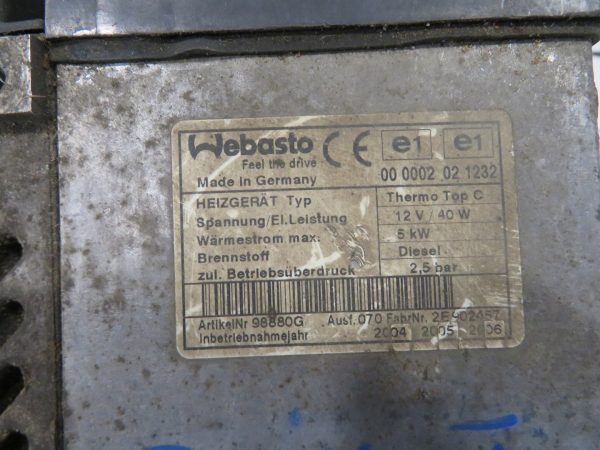 Webasto CE e1 e1
Feel the drive
Made in Germany 00 0002 02 1232
HEIZGERÄT Typ Thermo Top C
Spannung/El.Leistung 12 V / 40 W
Wärmestrom max. 5 kW
Brennstoff Diesel
zul. Betriebsüberdruck 2,5 bar
ArtikelNr 98880G Ausf. 070 FabrNr.
Inbetriebnahmejahr 2004 2005 2006